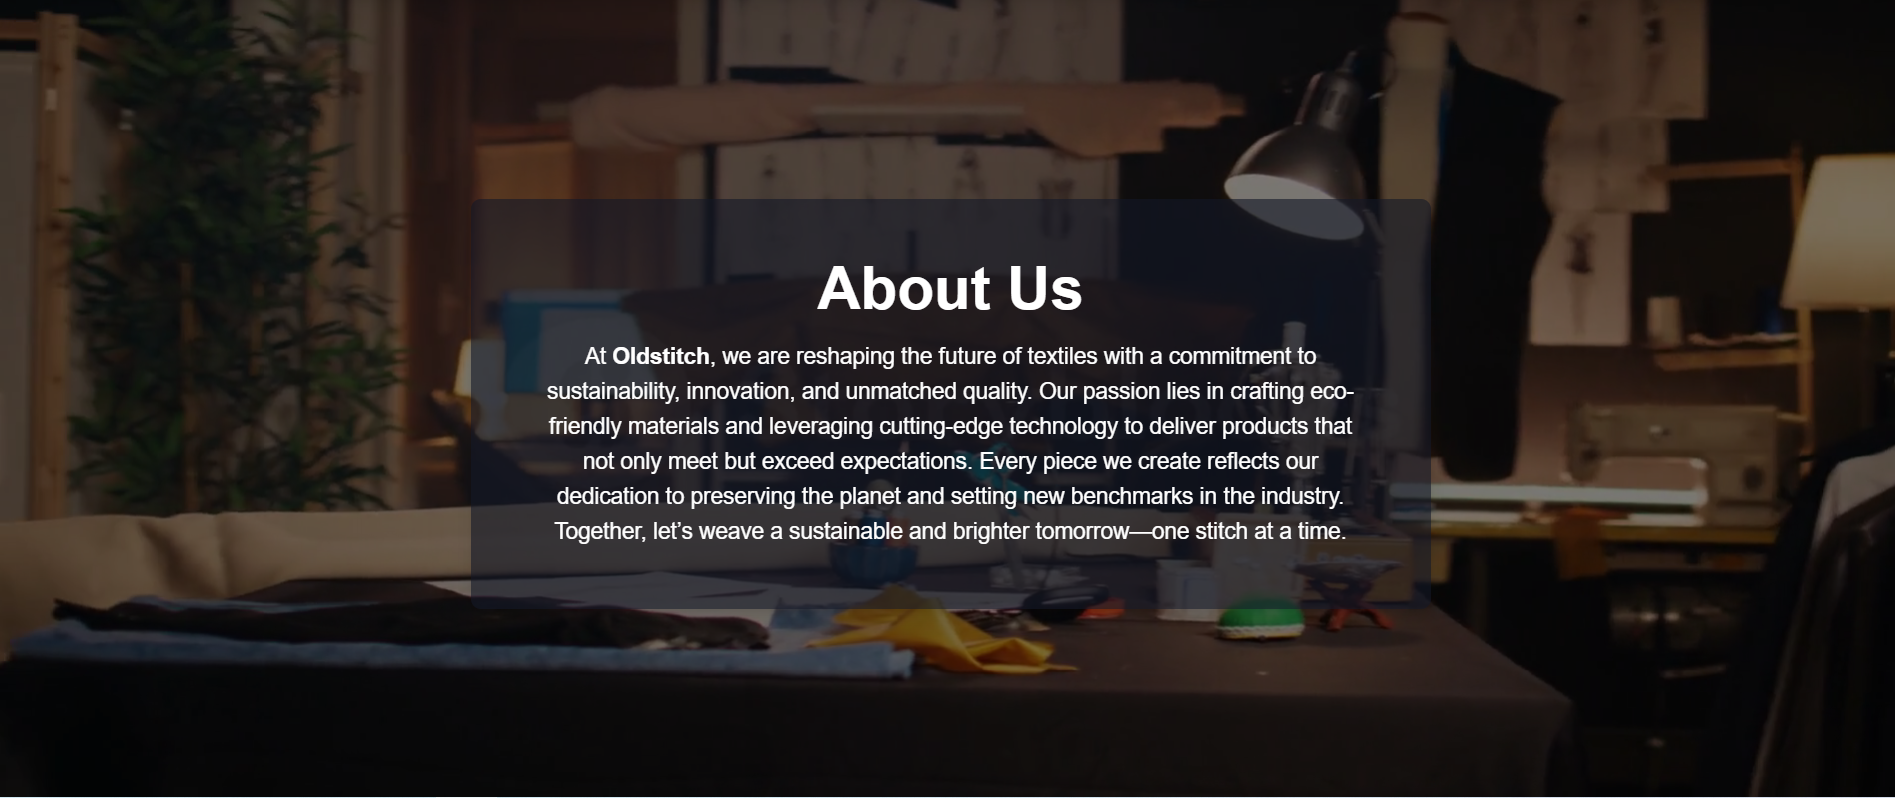 About Us
At Oldstitch, we are reshaping the future of textiles with a commitment to
sustainability, innovation, and unmatched quality. Our passion lies in crafting eco-
friendly materials and leveraging cutting-edge technology to deliver products that
not only meet but exceed expectations. Every piece we create reflects our
dedication to preserving the planet and setting new benchmarks in the industry.
Together, let’s weave a sustainable and brighter tomorrow—one stitch at a time.